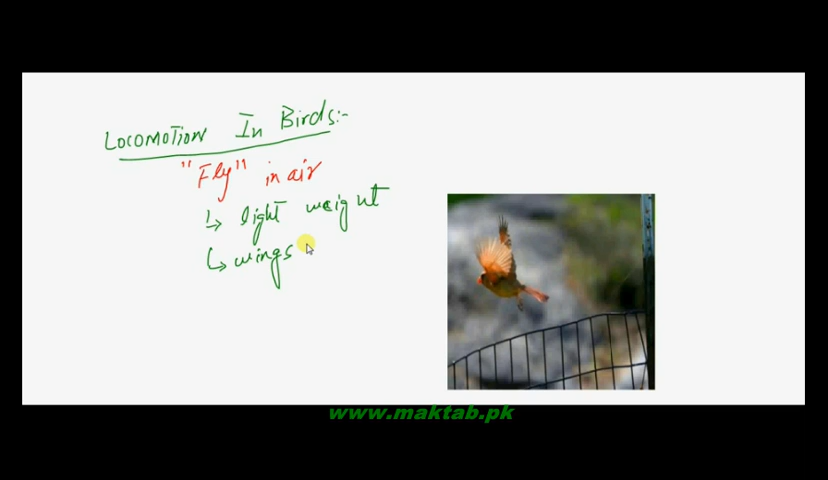 LOCOMOTION In Birds:-
"Fly" in air
↳ light weight
↳ wings
www.maktab.pk